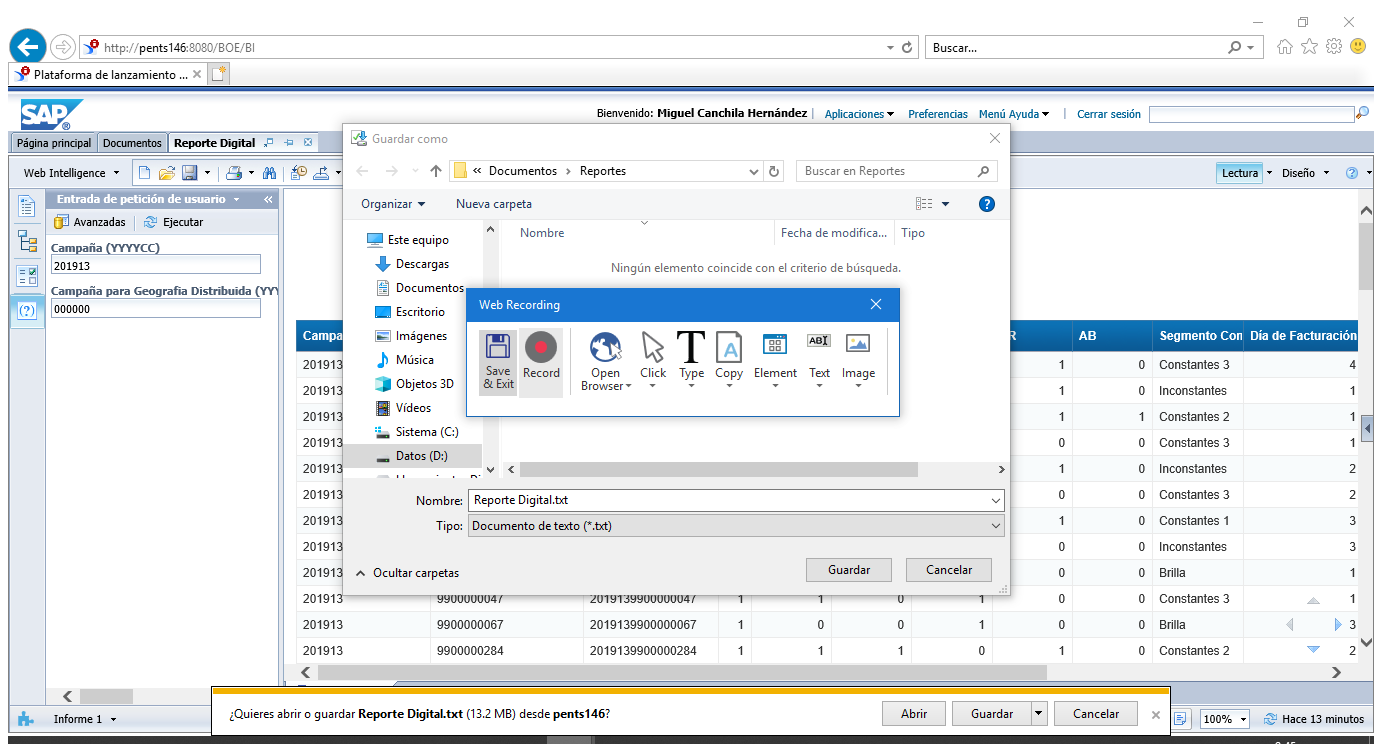 http://pents146:8080/BOE/BI
Buscar...
Plataforma de lanzamiento ...
SAP
Bienvenido: Miguel Canchila Hernández | Aplicaciones Preferencias Menú Ayuda | Cerrar sesión
Página principal Documentos Reporte Digital
Web Intelligence
Lectura Diseño
Entrada de petición de usuario
Avanzadas Ejecutar
Campaña (YYYYCC)
201913
Campaña para Geografia Distribuida (YY
000000
Guardar como
« Documentos › Reportes
Buscar en Reportes
Organizar Nueva carpeta
Este equipo
Descargas
Documentos
Escritorio
Imágenes
Música
Objetos 3D
Vídeos
Sistema (C:)
Datos (D:)
Nombre Fecha de modifica... Tipo
Ningún elemento coincide con el criterio de búsqueda.
Web Recording
Save & Exit
Record
Open Browser
Click
Type
Copy
Element
ABI
Text
Image
Nombre: Reporte Digital.txt
Tipo: Documento de texto (*.txt)
Ocultar carpetas
Guardar Cancelar
Campa R AB Segmento Con Día de Facturación
201913 1 0 Constantes 3 4
201913 1 0 Inconstantes 1
201913 1 1 Constantes 2 1
201913 0 0 Constantes 3 1
201913 1 0 Inconstantes 2
201913 0 0 Constantes 3 2
201913 1 0 Constantes 1 3
201913 0 0 Inconstantes 3
201913 0 0 Brilla 1
201913 9900000047 2019139900000047 1 1 0 1 0 0 Constantes 3 1
201913 9900000067 2019139900000067 1 0 0 1 0 0 Brilla 3
201913 9900000284 2019139900000284 1 1 1 0 1 0 Constantes 2 2
¿Quieres abrir o guardar Reporte Digital.txt (13.2 MB) desde pents146?
Abrir Guardar Cancelar
Informe 1
100%
Hace 13 minutos